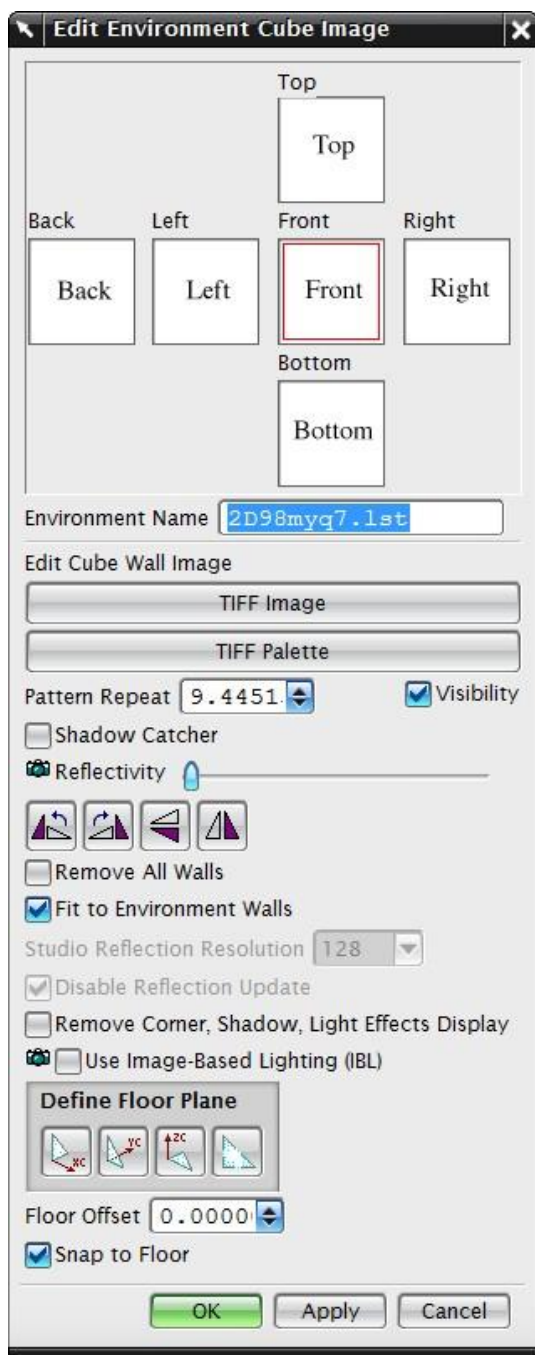 Edit Environment Cube Image
Top
Top
Back Left Front Right
Back Left Front Right
Bottom
Bottom
Environment Name 2D98myq7.lst
Edit Cube Wall Image
TIFF Image
TIFF Palette
Pattern Repeat 9.4451 Visibility
Shadow Catcher
Reflectivity
Remove All Walls
Fit to Environment Walls
Studio Reflection Resolution 128
Disable Reflection Update
Remove Corner, Shadow, Light Effects Display
Use Image-Based Lighting (IBL)
Define Floor Plane
XC YC ZC
Floor Offset 0.0000
Snap to Floor
OK Apply Cancel